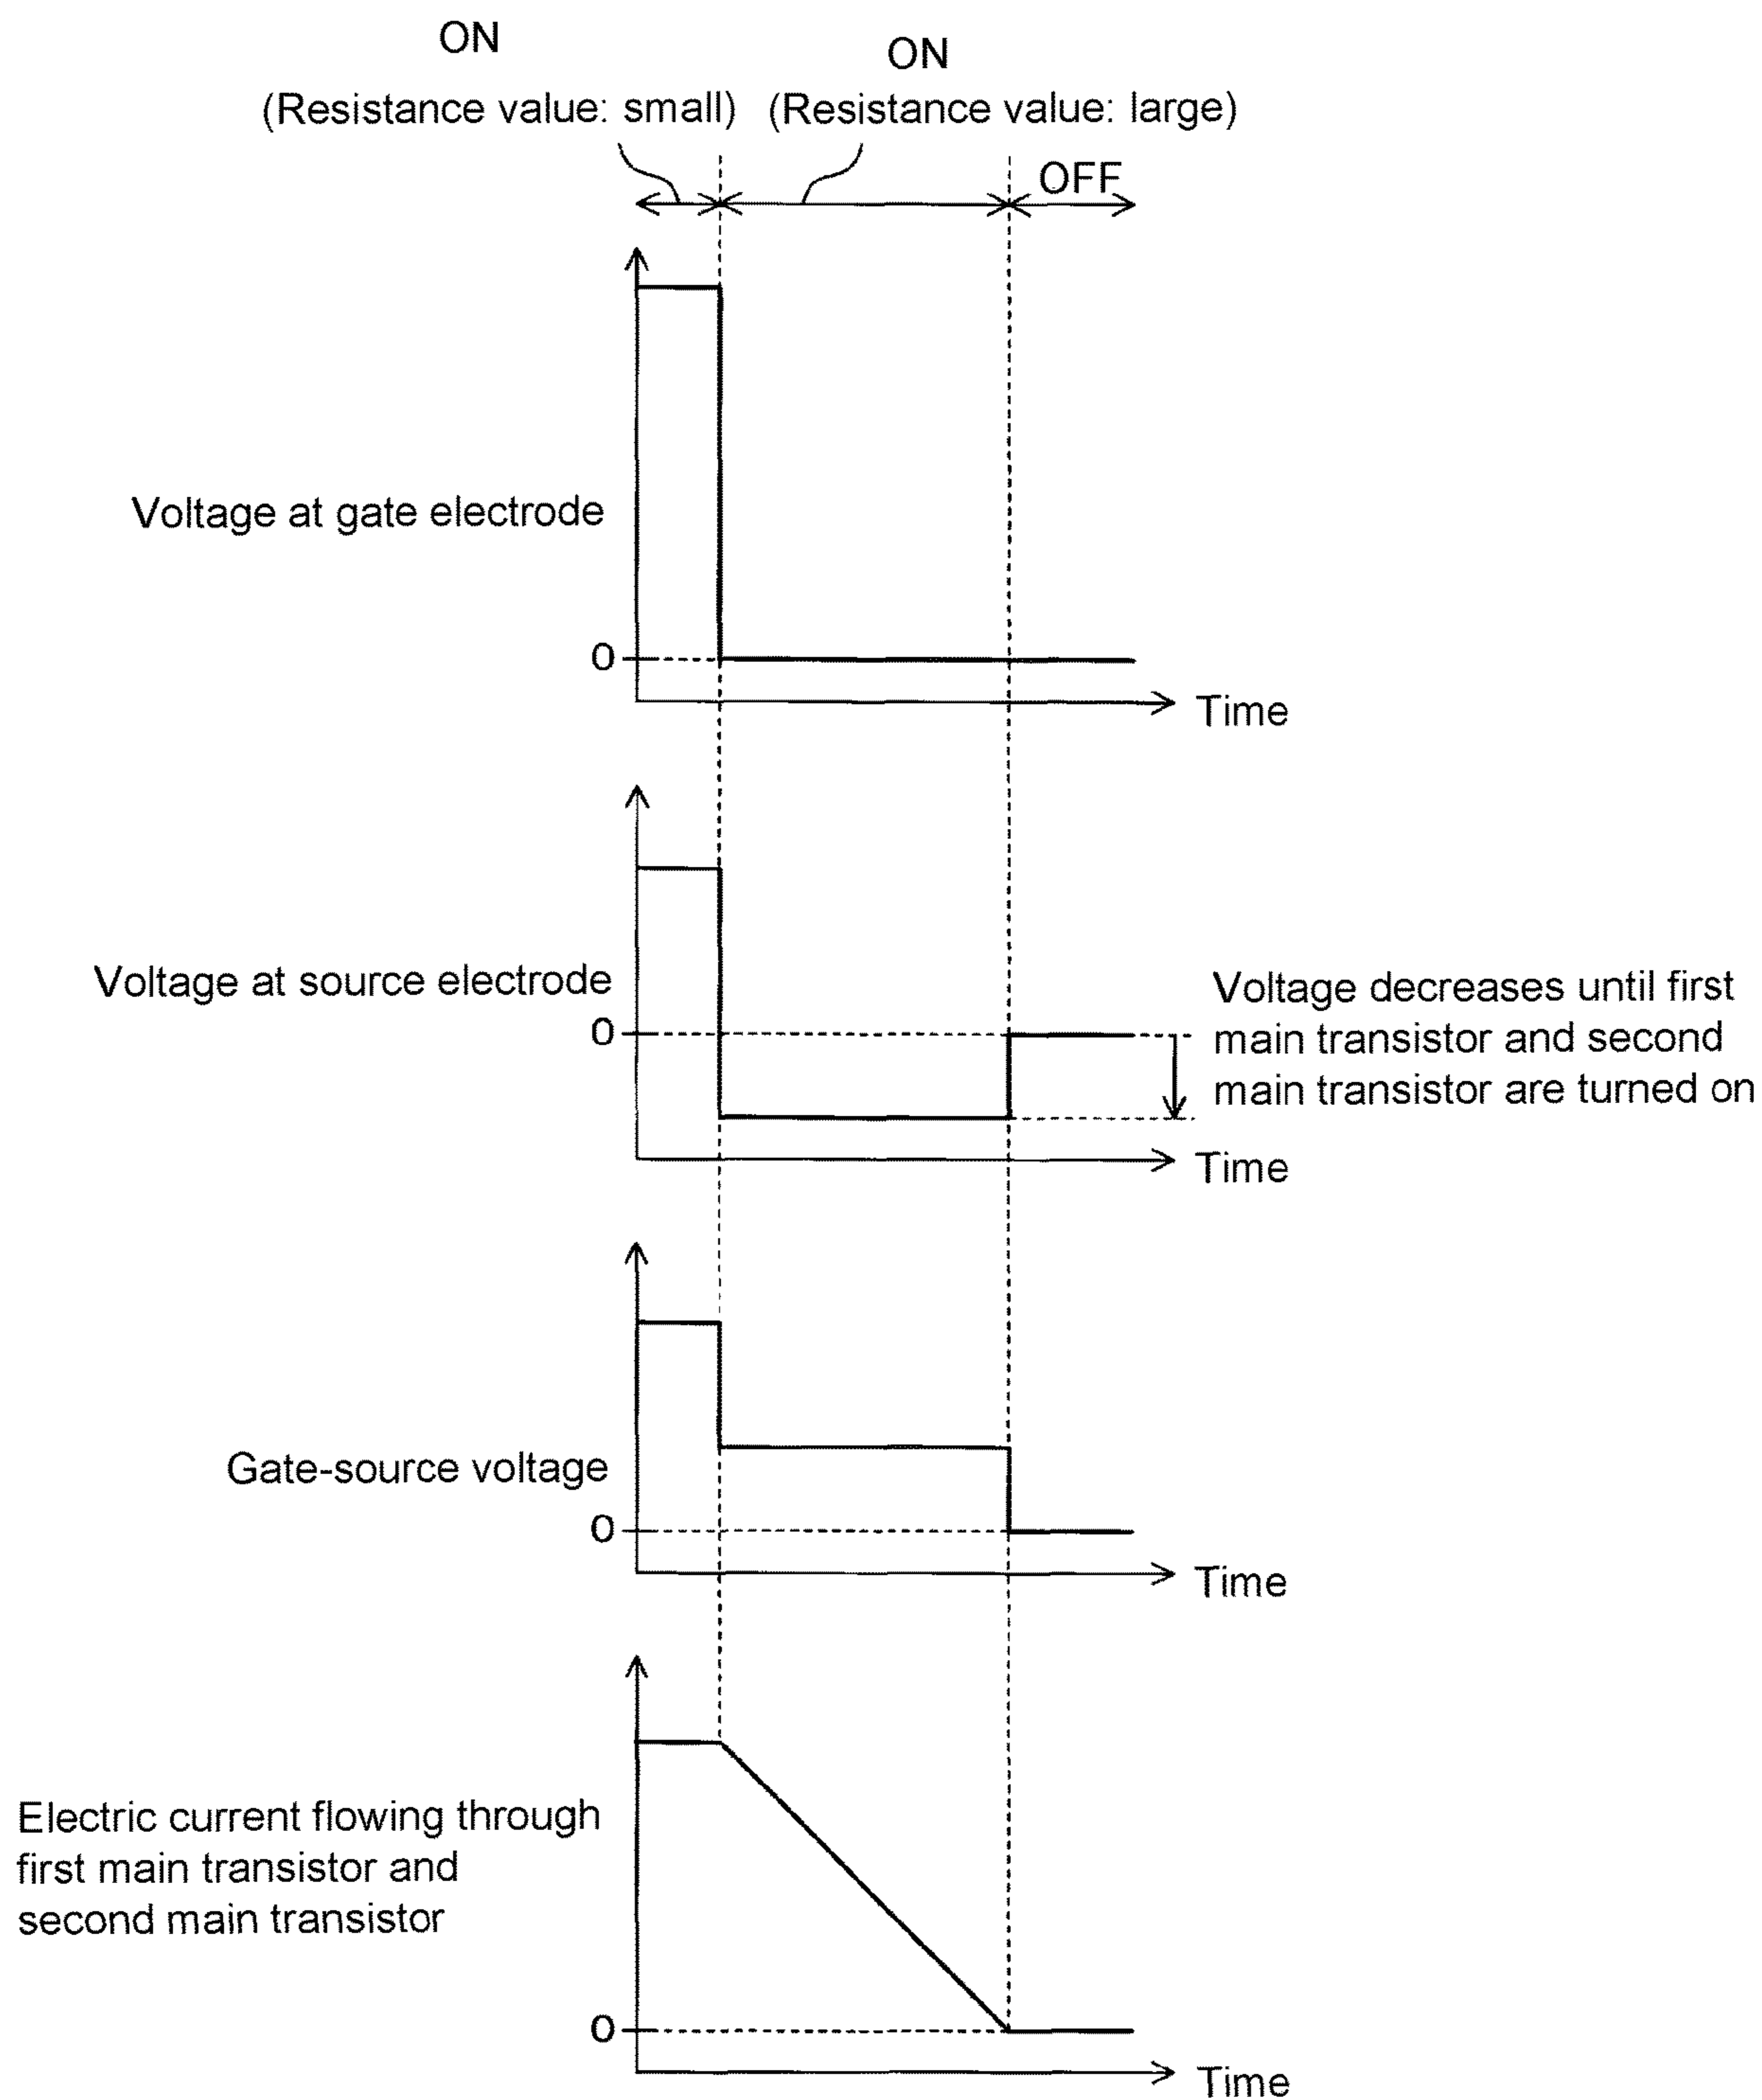 ON
(Resistance value: small)
ON
(Resistance value: large)
OFF
Voltage at gate electrode
0
Time
Voltage at source electrode
0
Voltage decreases until first
main transistor and second
main transistor are turned on
Time
Gate-source voltage
0
Time
Electric current flowing through
first main transistor and
second main transistor
0
Time